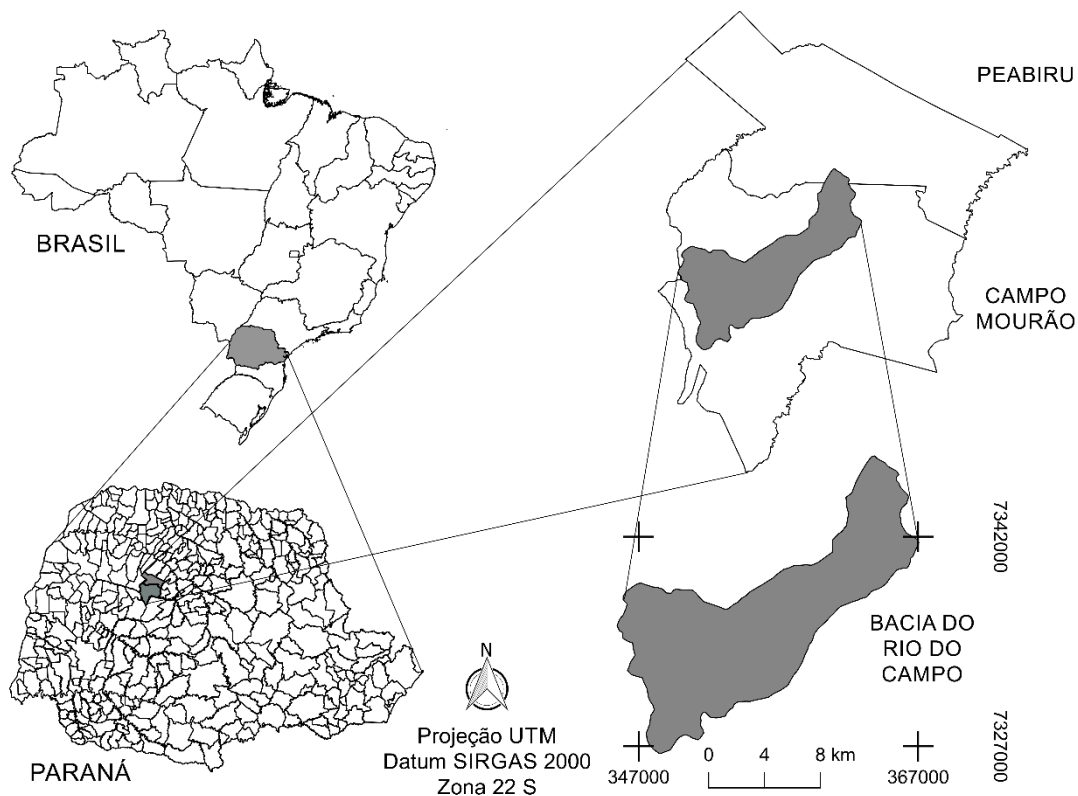 BRASIL
PEABIRU
CAMPO
MOURÃO
PARANÁ
N
Projeção UTM
Datum SIRGAS 2000
Zona 22 S
BACIA DO
RIO DO
CAMPO
7342000
7327000
0 4 8 km
347000 367000